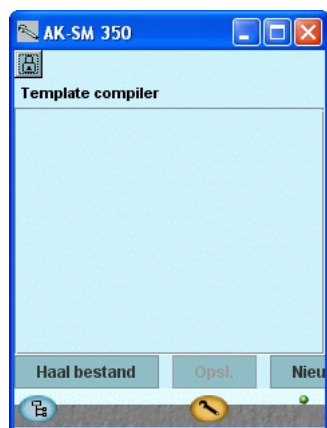 AK-SM 350
Template compiler
Haal bestand Opsl. Nieu